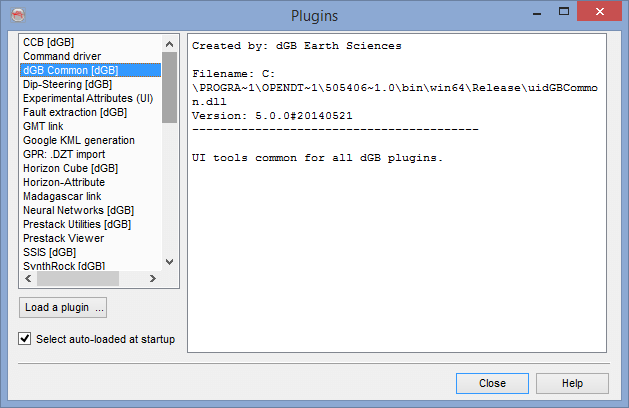 Plugins
CCB [dGB]
Command driver
dGB Common [dGB]
Dip-Steering [dGB]
Experimental Attributes (UI)
Fault extraction [dGB]
GMT link
Google KML generation
GPR: .DZT import
Horizon Cube [dGB]
Horizon-Attribute
Madagascar link
Neural Networks [dGB]
Prestack Utilities [dGB]
Prestack Viewer
SSIS [dGB]
SynthRock [dGB]
Created by: dGB Earth Sciences
Filename: C:
\PROGRA~1\OPENDT~1\505406~1.0\bin\win64\Release\uidGBCommo
n.dll
Version: 5.0.0#20140521
-----------------------------------------
UI tools common for all dGB plugins.
Load a plugin ...
Select auto-loaded at startup
Close
Help